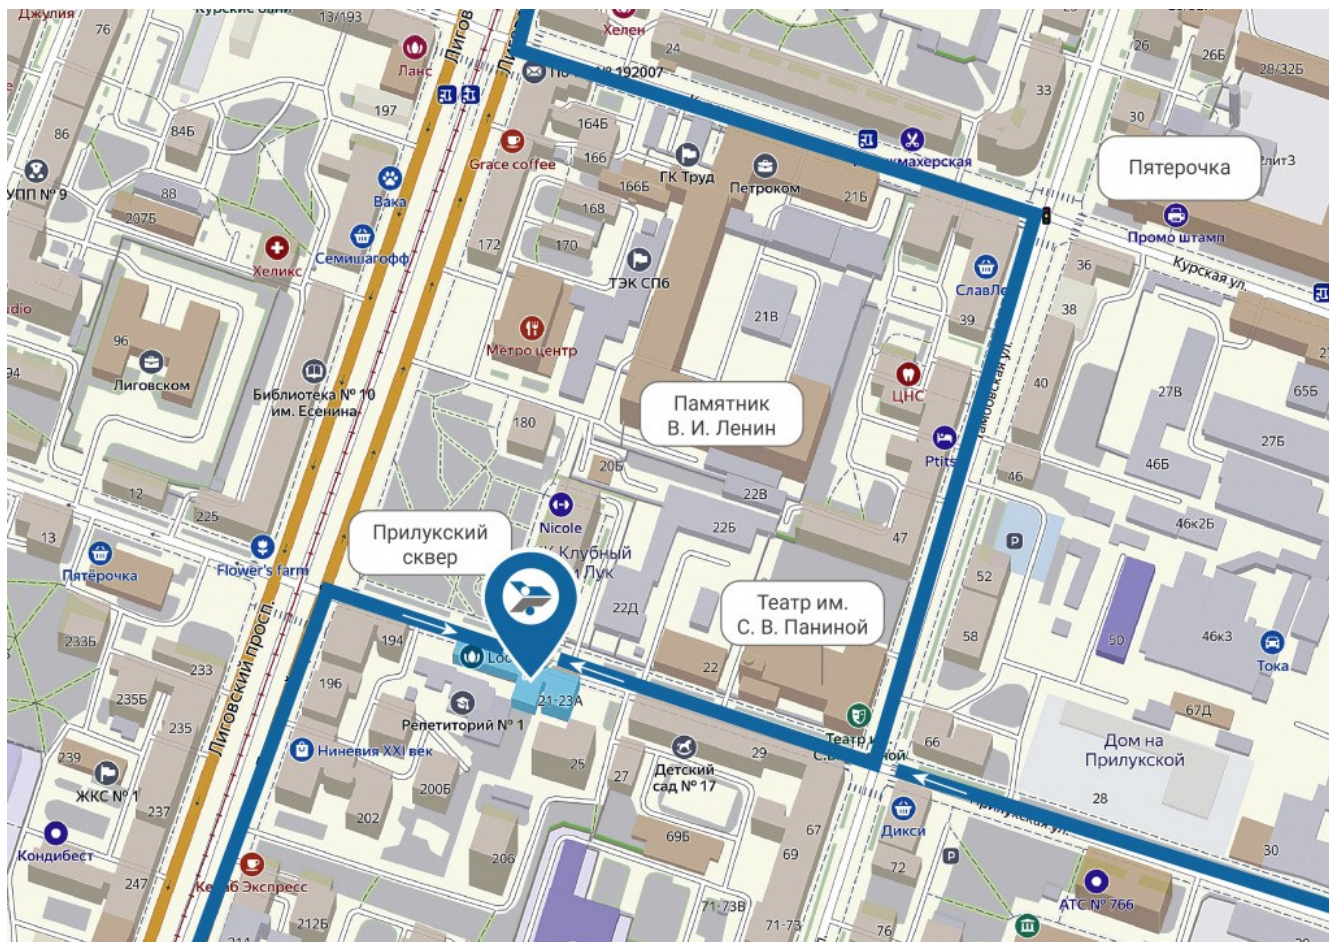 Джулия
76
Курские бани
13/193
Хелен
24
26
26Б
28/32Б
Ланс
197
№ 192007
33
30
86
84Б
164Б
Grace coffee
166
ГК Труд
Петроком
21Б
Пятерочка
УПП № 9
88
207Б
Вака
166Б
168
170
172
Промо штамп
Хеликс
Семишагофф
ТЭК СПб
36
Курская ул.
СлавЛе
38
39
21В
96
Лиговском
Метро центр
Библиотека № 10
им. Есенина
94
ЦНС
40
27В
65Б
Памятник
В. И. Ленин
180
27Б
Ptits
20Б
22В
46
46Б
12
225
13
Прилукский
сквер
Nicole
22Б
47
46к2Б
P
Пятёрочка
Flower's farm
Клубный
Лук
52
22Д
Театр им.
С. В. Паниной
58
50
46к3
Тока
233Б
233
194
196
22
21-23А
Лиговский просп.
235Б
235
Репетиторий № 1
67Д
Ниневия XXI век
29
66
Дом на
Прилукской
239
ЖКС № 1
25
27
Детский
сад № 17
200Б
28
237
202
Дикси
Кондибест
69Б
67
69
206
72
P
30
247
212Б
АТС № 766
71-73В
71-73
76